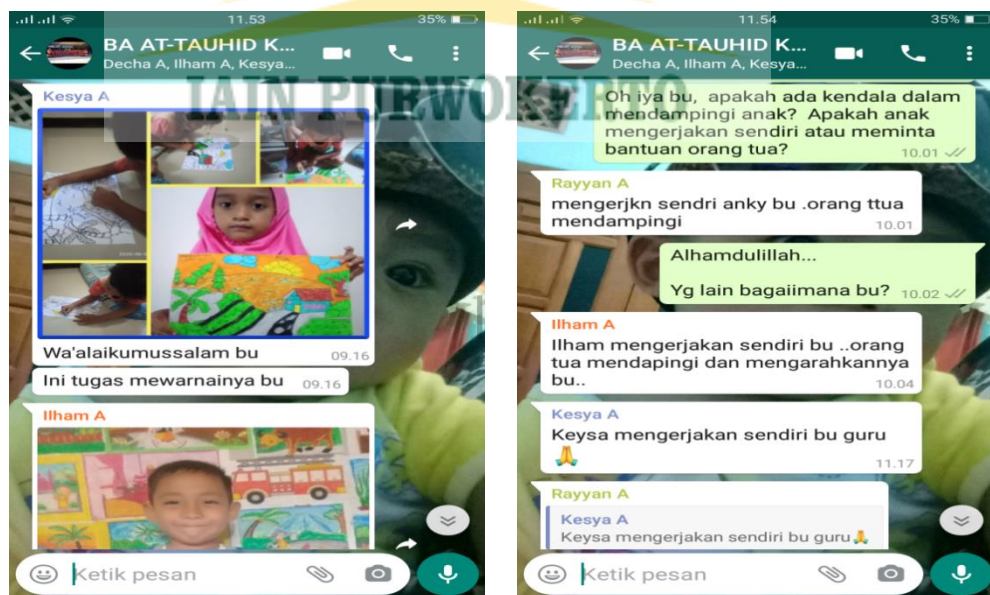 11.53
35%
BA AT-TAUHID K...
Decha A, Ilham A, Kesya...
IAIN PURWOKERTO
Kesya A
Wa'alaikumussalam bu
09.16
Ini tugas mewarnainya bu
09.16
Ilham A
Ketik pesan
11.54
35%
BA AT-TAUHID K...
Decha A, Ilham A, Kesya...
Oh iya bu, apakah ada kendala dalam
mendampingi anak? Apakah anak
mengerjakan sendiri atau meminta
bantuan orang tua?
10.01
Rayyan A
mengerjkn sendri anky bu .orang ttua
mendampingi
10.01
Alhamdulillah...
Yg lain bagaiimana bu?
10.02
Ilham A
Ilham mengerjakan sendiri bu ..orang
tua mendapingi dan mengarahkannya
bu..
10.04
Kesya A
Keysa mengerjakan sendiri bu guru
🙏
11.17
Rayyan A
Kesya A
Keysa mengerjakan sendiri bu guru🙏
Ketik pesan